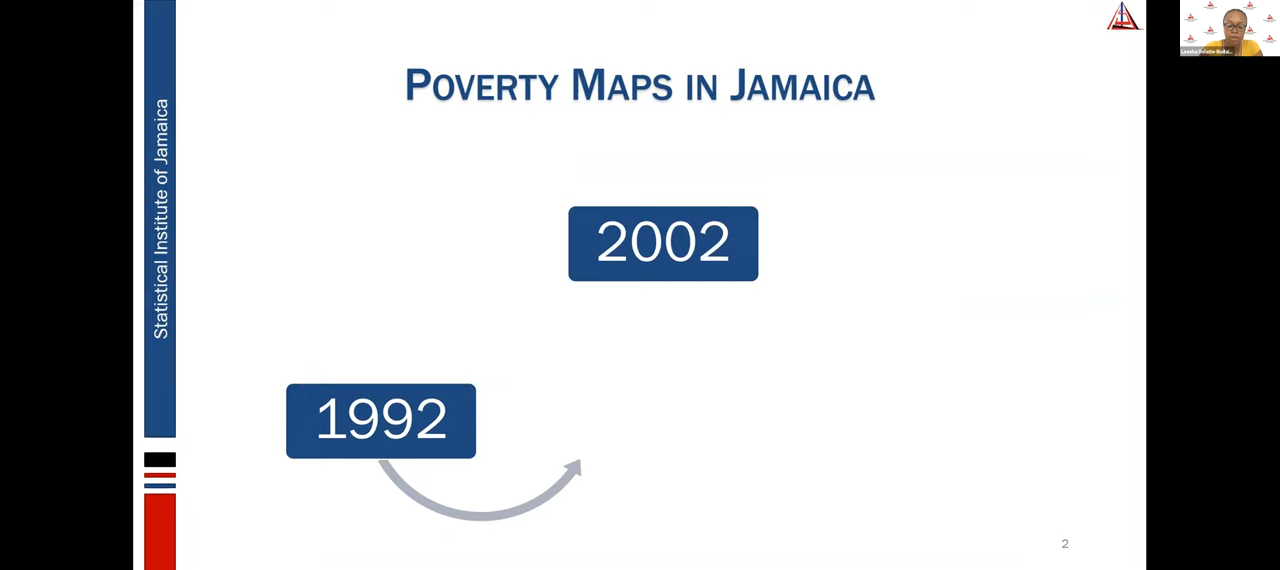 POVERTY MAPS IN JAMAICA
Statistical Institute of Jamaica
2002
1992
2